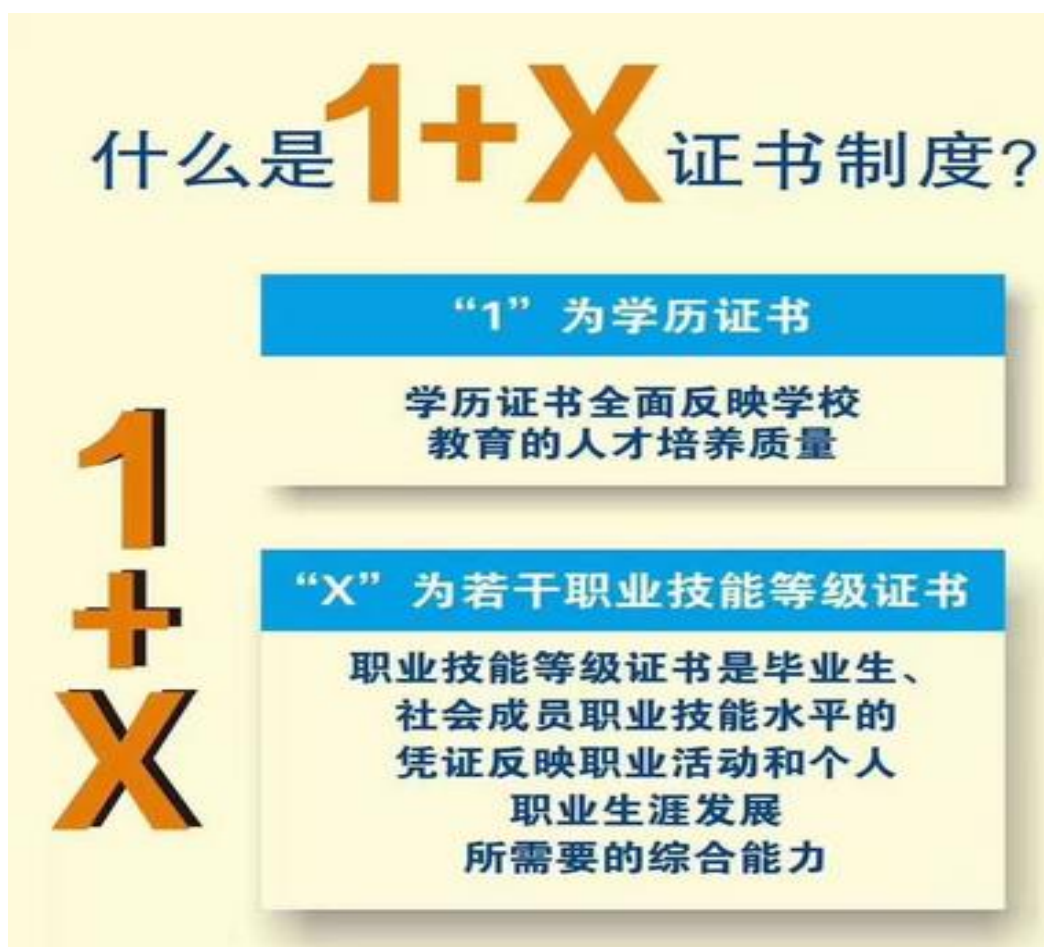 什么是1+X证书制度?
“1”为学历证书
学历证书全面反映学校
教育的人才培养质量
1
+
X
“X”为若干职业技能等级证书
职业技能等级证书是毕业生、
社会成员职业技能水平的
凭证反映职业活动和个人
职业生涯发展
所需要的综合能力